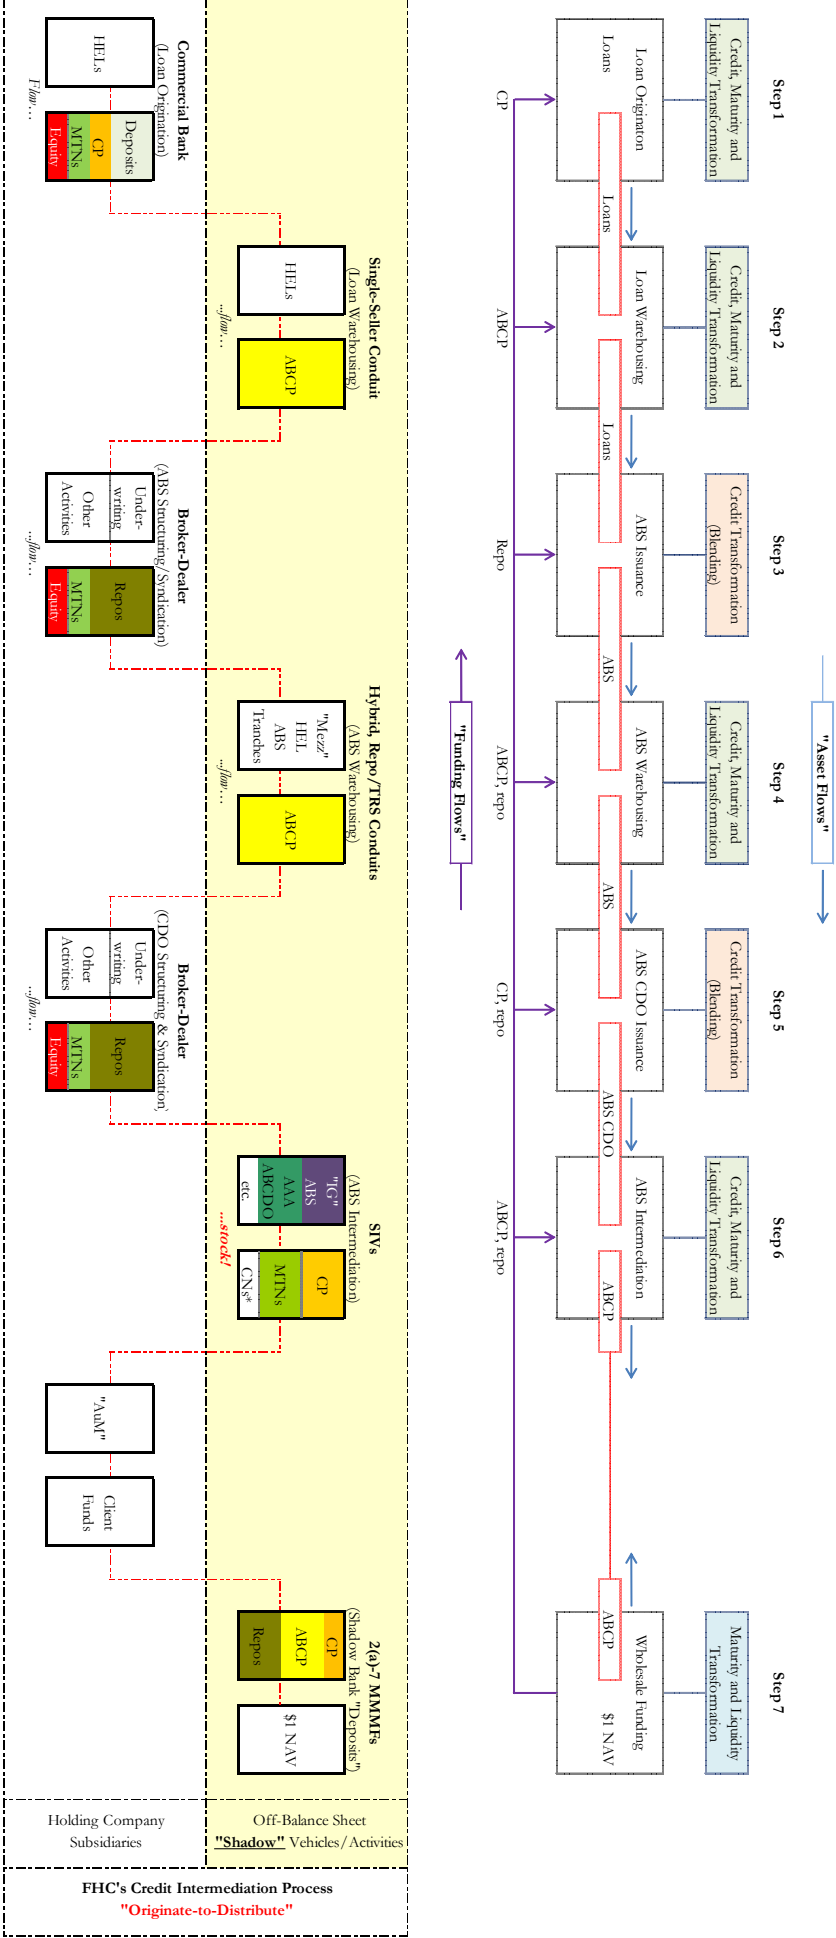 "Asset Flows"
Step 1
Step 2
Step 3
Step 4
Step 5
Step 6
Step 7
Credit, Maturity and
Liquidity Transformation
Credit, Maturity and
Liquidity Transformation
Credit Transformation
(Blending)
Credit, Maturity and
Liquidity Transformation
Credit Transformation
(Blending)
Credit, Maturity and
Liquidity Transformation
Maturity and Liquidity
Transformation
Loan Originaton
Loan Warehousing
ABS Issuance
ABS Warehousing
ABS CDO Issuance
ABS Intermediation
Wholesale Funding
Loans
Loans
Loans
ABS
ABS
ABS CDO
ABCP
ABCP
$1 NAV
CP
ABCP
Repo
ABCP, repo
CP, repo
ABCP, repo
"Funding Flows"
Single-Seller Conduit
(Loan Warehousing)
HELs
ABCP
...flow…
Hybrid, Repo/TRS Conduits
(ABS Warehousing)
"Mezz"
HEL
ABS
Tranches
ABCP
...flow…
SIVs
(ABS Intermediation)
"IG"
ABS
AAA
ABCDO
etc.
CP
MTNs
CNs*
...stock!
2(a)-7 MMMFs
(Shadow Bank "Deposits")
CP
ABCP
Repos
$1 NAV
Off-Balance Sheet
"Shadow" Vehicles/Activities
Commercial Bank
(Loan Origination)
HELs
Deposits
CP
MTNs
Equity
Flow…
Broker-Dealer
(ABS Structuring/Syndication)
Under-
writing
Other
Activities
Repos
MTNs
Equity
...flow…
Broker-Dealer
(CDO Structuring & Syndication)
Under-
writing
Other
Activities
Repos
MTNs
Equity
...flow…
"AuM"
Client
Funds
Holding Company
Subsidiaries
FHC's Credit Intermediation Process
"Originate-to-Distribute"